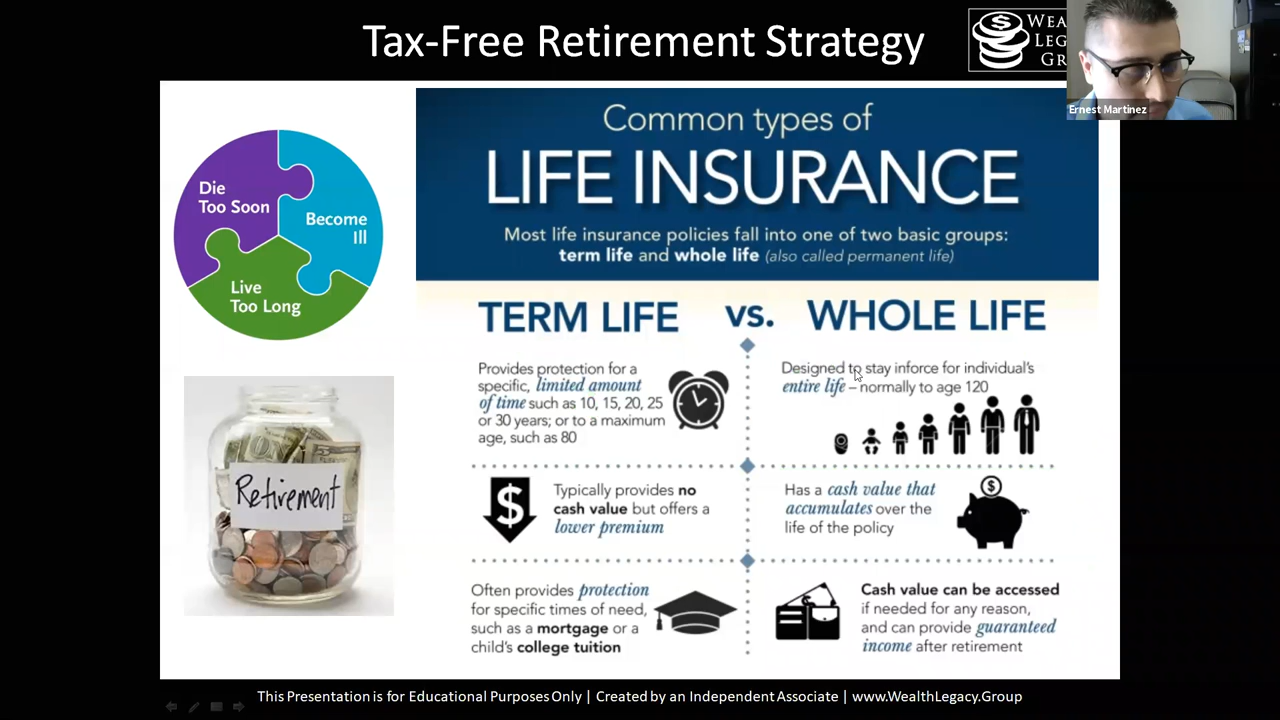 Tax-Free Retirement Strategy
Ernest Martinez
Die
Too Soon
Become
Ill
Live
Too Long
Retirement
Common types of
LIFE INSURANCE
Most life insurance policies fall into one of two basic groups:
term life and whole life (also called permanent life)
TERM LIFE vs. WHOLE LIFE
Provides protection for a
specific, limited amount
of time such as 10, 15, 20, 25
or 30 years; or to a maximum
age, such as 80
Designed to stay inforce for individual's
entire life – normally to age 120
Typically provides no
cash value but offers a
lower premium
Has a cash value that
accumulates over the
life of the policy
Often provides protection
for specific times of need,
such as a mortgage or a
child's college tuition
Cash value can be accessed
if needed for any reason,
and can provide guaranteed
income after retirement
This Presentation is for Educational Purposes Only | Created by an Independent Associate | www.WealthLegacy.Group